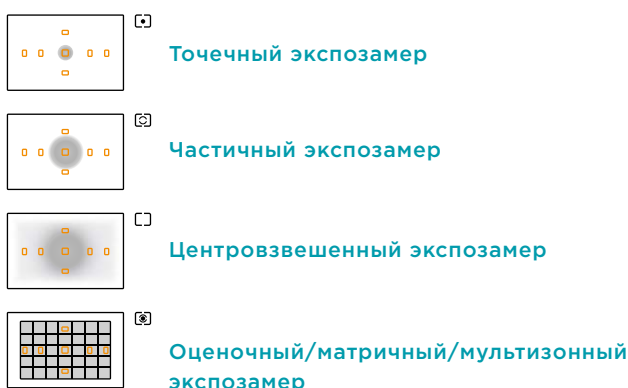 Точечный экспозамер
Частичный экспозамер
Центровзвешенный экспозамер
Оценочный/матричный/мультизонный
экспозамер